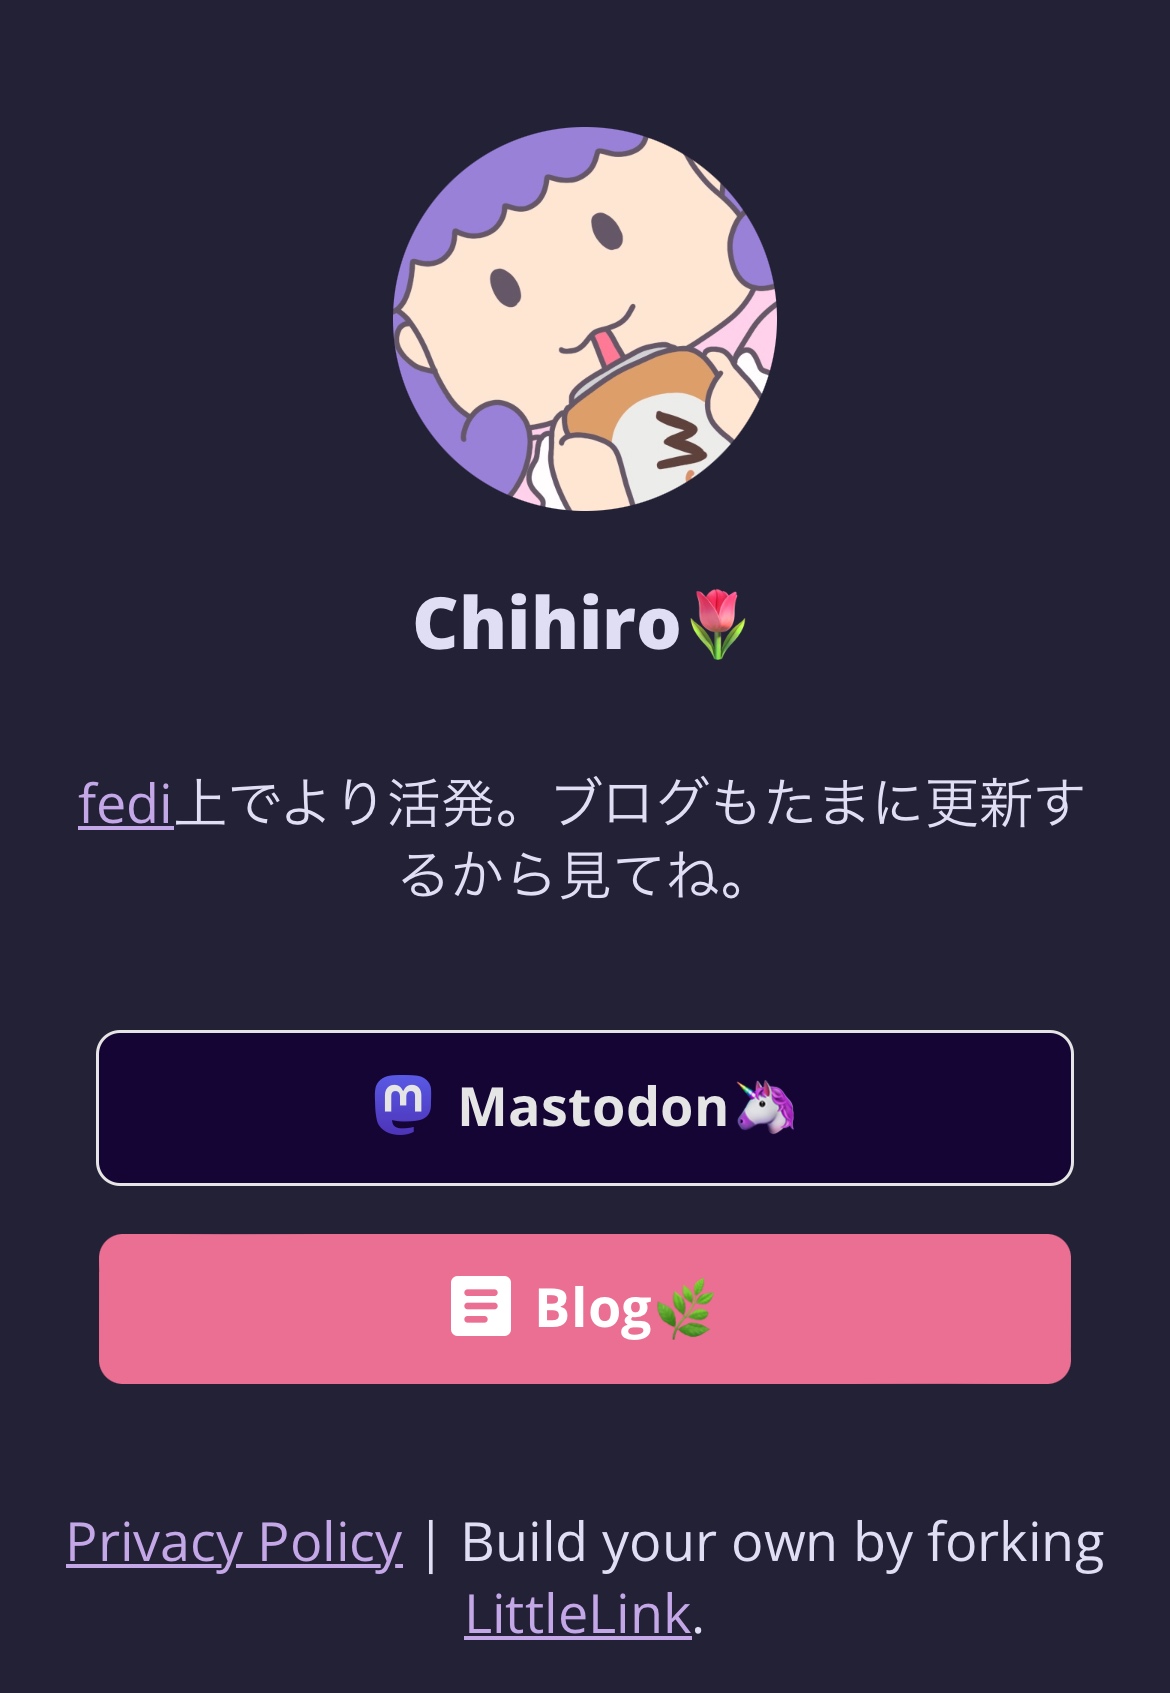 Chihiro🌷
fedi上でより活発。ブログもたまに更新す
るから見てね。
Mastodon🦄
Blog🌿
Privacy Policy | Build your own by forking
LittleLink.